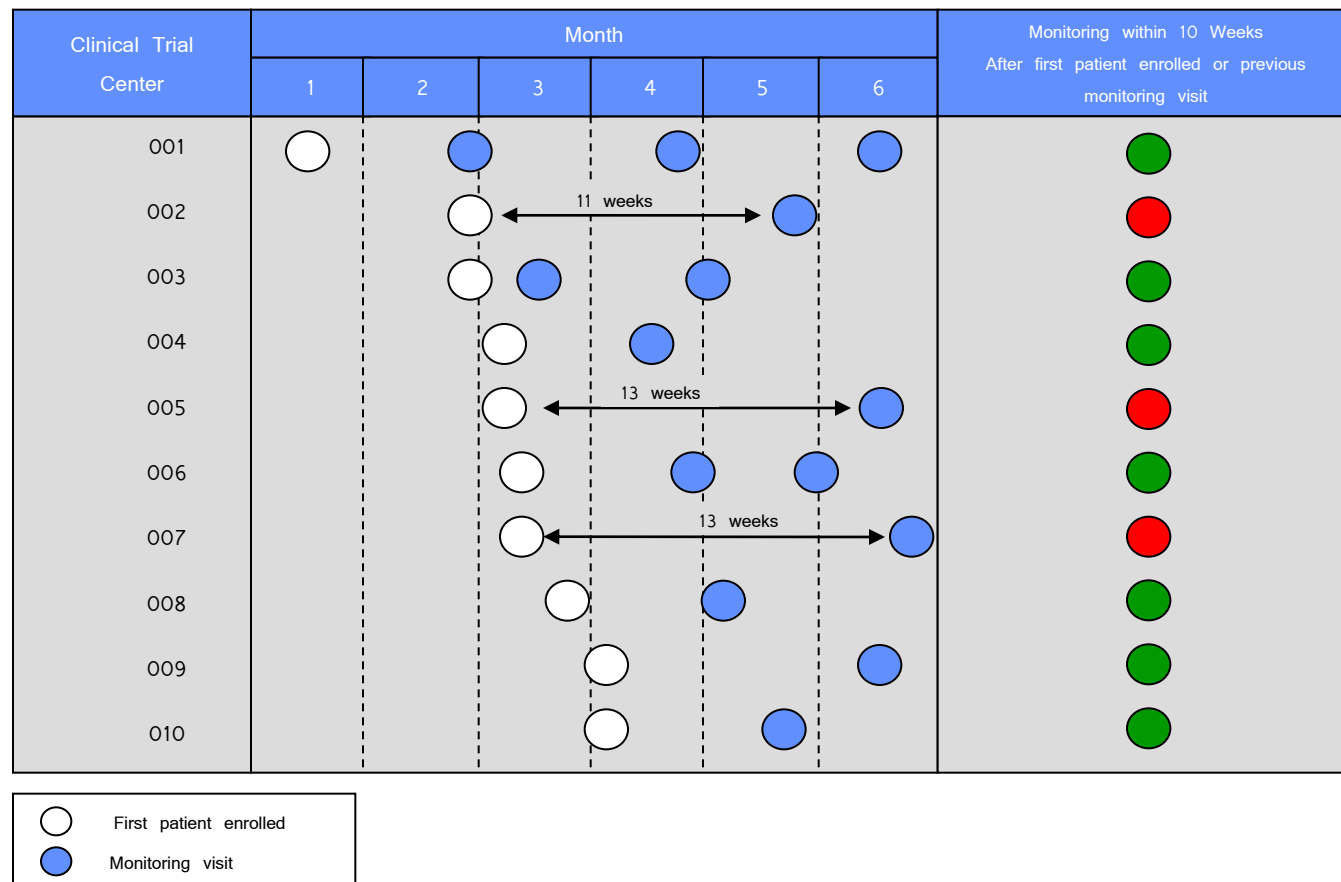 Clinical Trial
Center
Month
1 2 3 4 5 6
Monitoring within 10 Weeks
After first patient enrolled or previous
monitoring visit
001
002 11 weeks
003
004
005 13 weeks
006
007 13 weeks
008
009
010
First patient enrolled
Monitoring visit